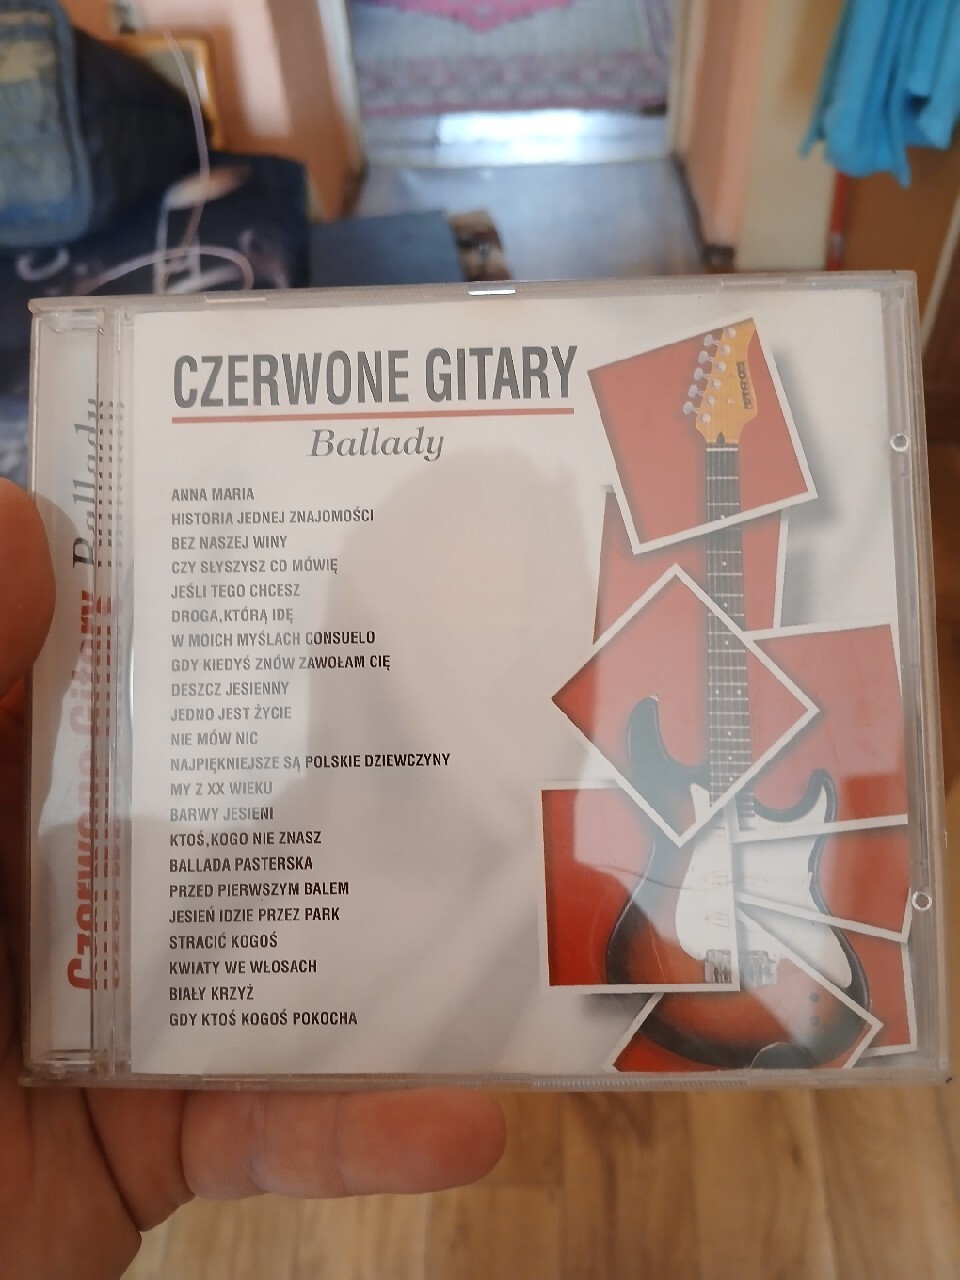 CZERWONE GITARY
Ballady
ANNA MARIA
HISTORIA JEDNEJ ZNAJOMOŚCI
BEZ NASZEJ WINY
CZY SŁYSZYSZ CO MÓWIĘ
JEŚLI TEGO CHCESZ
DROGA,KTÓRĄ IDĘ
W MOICH MYŚLACH CONSUELO
GDY KIEDYŚ ZNÓW ZAWOŁAM CIĘ
DESZCZ JESIENNY
JEDNO JEST ŻYCIE
NIE MÓW NIC
NAJPIĘKNIEJSZE SĄ POLSKIE DZIEWCZYNY
MY Z XX WIEKU
BARWY JESIENI
KTOŚ,KOGO NIE ZNASZ
BALLADA PASTERSKA
PRZED PIERWSZYM BALEM
JESIEŃ IDZIE PRZEZ PARK
STRACIĆ KOGOŚ
KWIATY WE WŁOSACH
BIAŁY KRZYŻ
GDY KTOŚ KOGOŚ POKOCHA
Czerwone Gitary Ballady